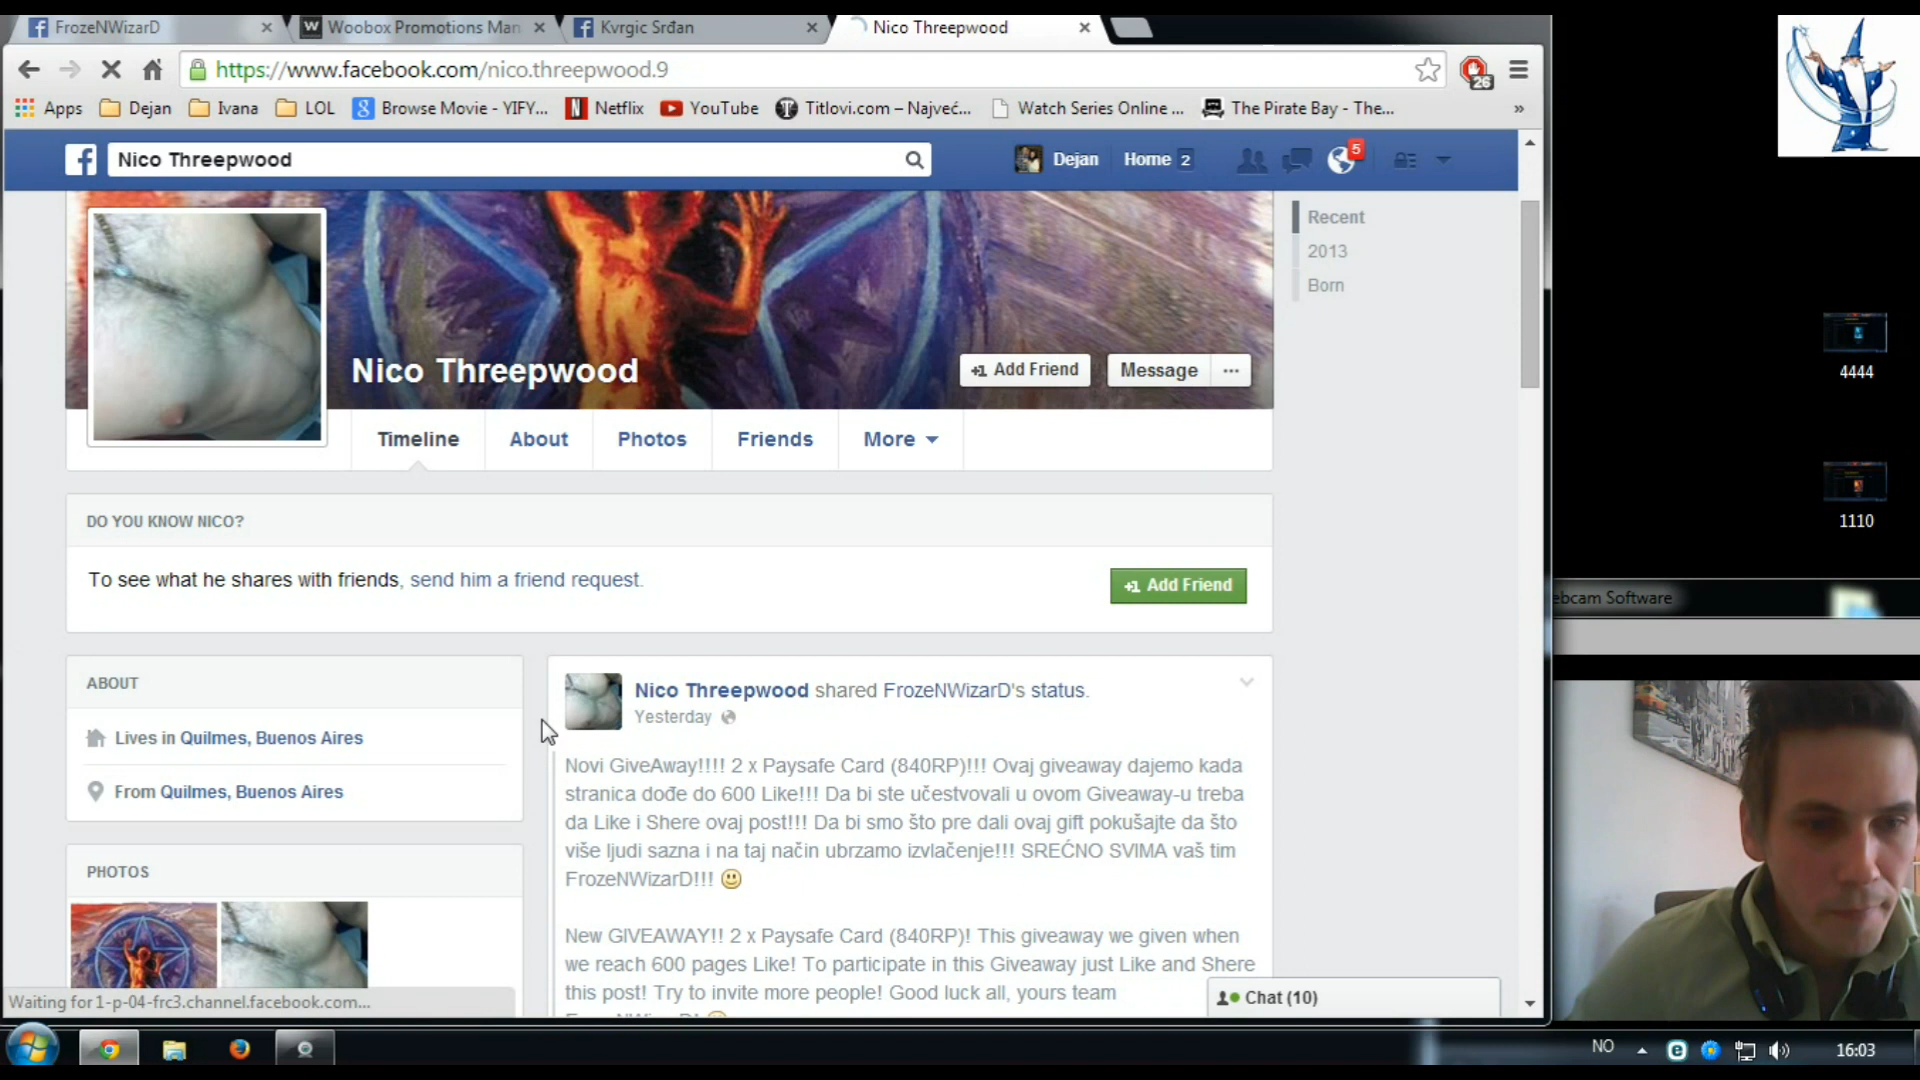 FrozeNWizarD
Woobox Promotions Man
Kvrgic Srđan
Nico Threepwood
https://www.facebook.com/nico.threepwood.9
26
Apps Dejan Ivana LOL Browse Movie - YIFY... Netflix YouTube Titlovi.com – Najveć... Watch Series Online ... The Pirate Bay - The... »
Nico Threepwood
Dejan Home 2 5
Recent
2013
Born
Nico Threepwood
+1 Add Friend
Message ...
Timeline About Photos Friends More
DO YOU KNOW NICO?
To see what he shares with friends, send him a friend request.
+1 Add Friend
ABOUT
Lives in Quilmes, Buenos Aires
From Quilmes, Buenos Aires
PHOTOS
Nico Threepwood shared FrozeNWizarD's status.
Yesterday
Novi GiveAway!!!! 2 x Paysafe Card (840RP)!!! Ovaj giveaway dajemo kada
stranica dođe do 600 Like!!! Da bi ste učestvovali u ovom Giveaway-u treba
da Like i Shere ovaj post!!! Da bi smo što pre dali ovaj gift pokušajte da što
više ljudi sazna i na taj način ubrzamo izvlačenje!!! SREĆNO SVIMA vaš tim
FrozeNWizarD!!!
New GIVEAWAY!! 2 x Paysafe Card (840RP)! This giveaway we given when
we reach 600 pages Like! To participate in this Giveaway just Like and Shere
this post! Try to invite more people! Good luck all, yours team
Chat (10)
Waiting for 1-p-04-frc3.channel.facebook.com...
4444
1110
ebcam Software
NO
16:03